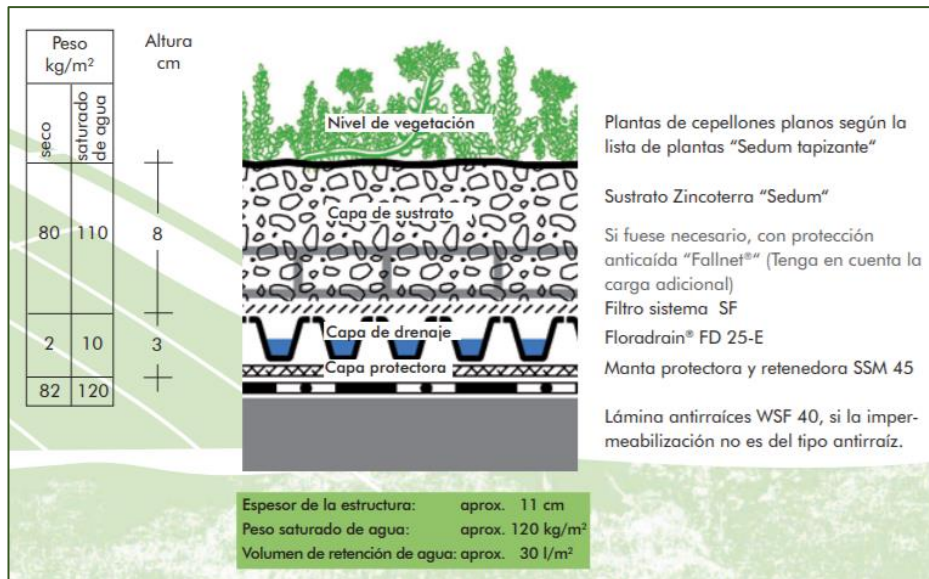 Peso
kg/m²
Altura
cm
seco
saturado
de agua
80 110 8
2 10 3
82 120
Nivel de vegetación
Capa de sustrato
Capa de drenaje
Capa protectora
Plantas de cepellones planos según la
lista de plantas “Sedum tapizante“
Sustrato Zincoterra “Sedum“
Si fuese necesario, con protección
anticaída “Fallnet®“ (Tenga en cuenta la
carga adicional)
Filtro sistema SF
Floradrain® FD 25-E
Manta protectora y retenedora SSM 45
Lámina antirraíces WSF 40, si la imper-
meabilización no es del tipo antirraíz.
Espesor de la estructura: aprox. 11 cm
Peso saturado de agua: aprox. 120 kg/m²
Volumen de retención de agua: aprox. 30 l/m²